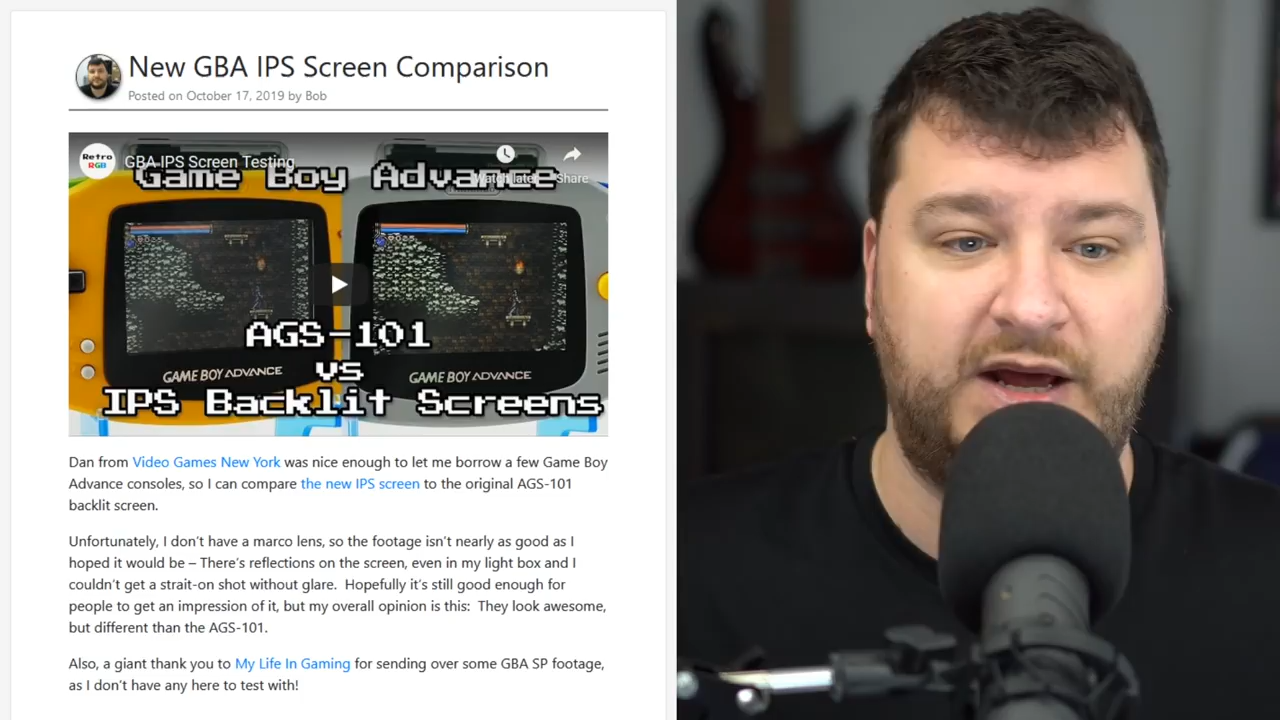 New GBA IPS Screen Comparison
Posted on October 17, 2019 by Bob
Retro
RGB
GBA IPS Screen Testing
Watch later
Share
Game Boy Advance
AGS-101
vs
IPS Backlit Screens
GAME BOY ADVANCE
GAME BOY ADVANCE
Dan from Video Games New York was nice enough to let me borrow a few Game Boy
Advance consoles, so I can compare the new IPS screen to the original AGS-101
backlit screen.
Unfortunately, I don't have a marco lens, so the footage isn't nearly as good as I
hoped it would be – There's reflections on the screen, even in my light box and I
couldn't get a strait-on shot without glare.  Hopefully it's still good enough for
people to get an impression of it, but my overall opinion is this:  They look awesome,
but different than the AGS-101.
Also, a giant thank you to My Life In Gaming for sending over some GBA SP footage,
as I don't have any here to test with!